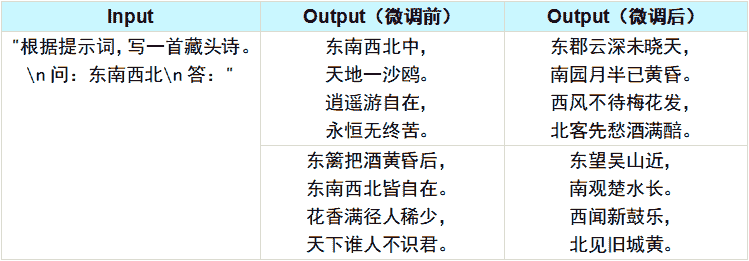 Input
Output（微调前）
Output（微调后）
"根据提示词，写一首藏头诗。
\n 问：东南西北\n 答："
东南西北中，
天地一沙鸥。
逍遥游自在，
永恒无终苦。
东郡云深未晓天，
南园月半已黄昏。
西风不待梅花发，
北客先愁酒满醅。
东篱把酒黄昏后，
东南西北皆自在。
花香满径人稀少，
天下谁人不识君。
东望吴山近，
南观楚水长。
西闻新鼓乐，
北见旧城黄。